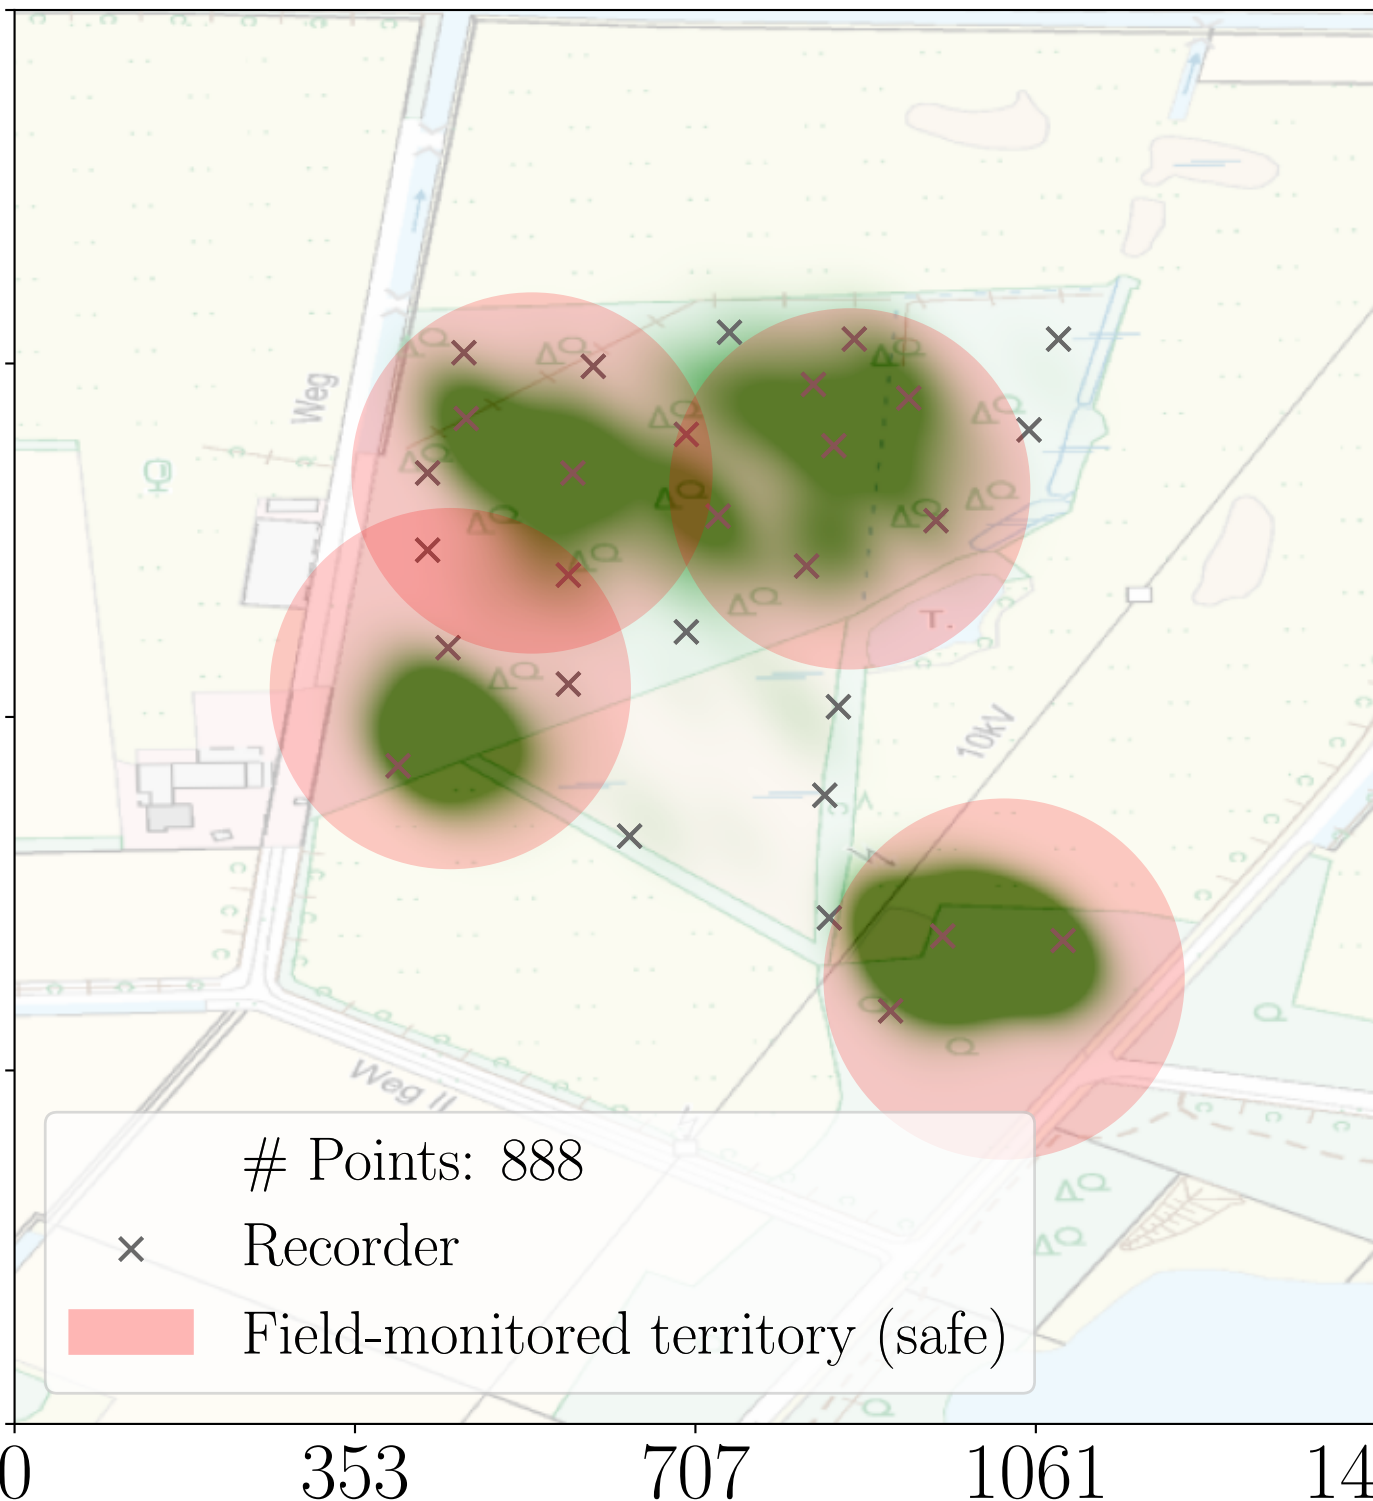 Weg
T.
10kV
Weg II
# Points: 888
Recorder
Field-monitored territory (safe)
0 353 707 1061 14